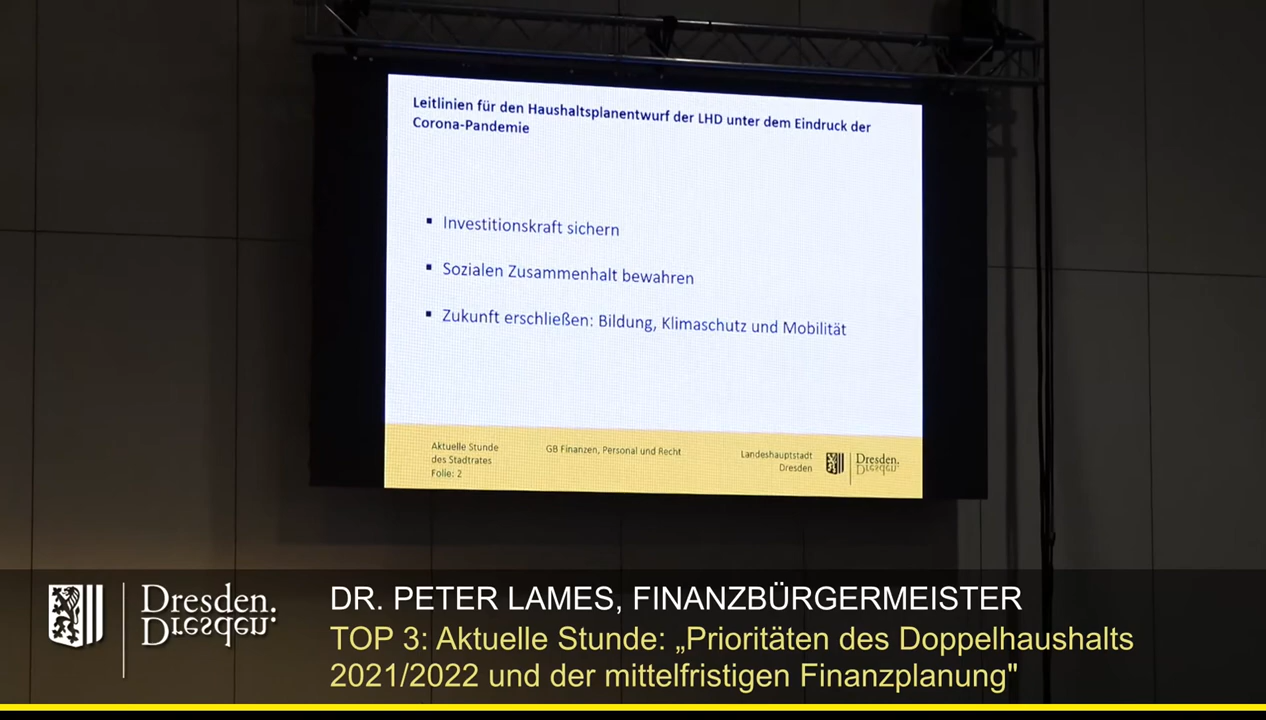 Leitlinien für den Haushaltsplanentwurf der LHD unter dem Eindruck der
Corona-Pandemie
▪ Investitionskraft sichern
▪ Sozialen Zusammenhalt bewahren
▪ Zukunft erschließen: Bildung, Klimaschutz und Mobilität
Aktuelle Stunde
des Stadtrates
Folie: 2
GB Finanzen, Personal und Recht
Landeshauptstadt
Dresden
Dresden.
Dresden.
Dresden.
Dresden.
DR. PETER LAMES, FINANZBÜRGERMEISTER
TOP 3: Aktuelle Stunde: „Prioritäten des Doppelhaushalts
2021/2022 und der mittelfristigen Finanzplanung"